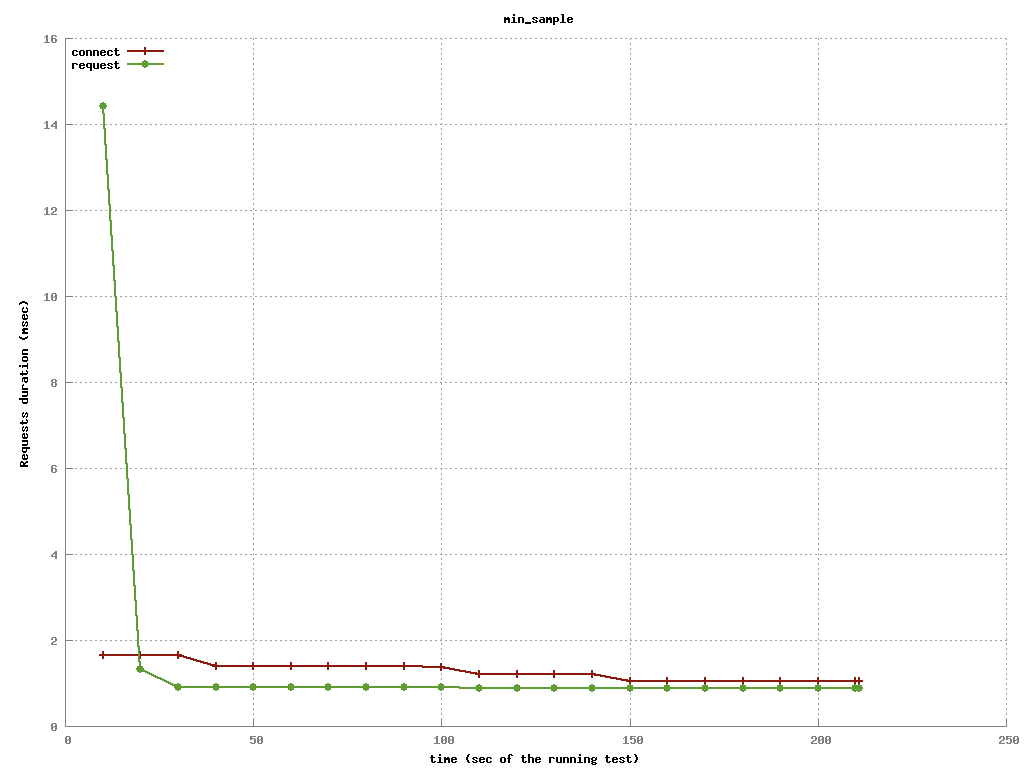 min_sample
16
connect
request
14
12
10
8
6
4
2
0
0 50 100 150 200 250
Requests duration (msec)
time (sec of the running test)